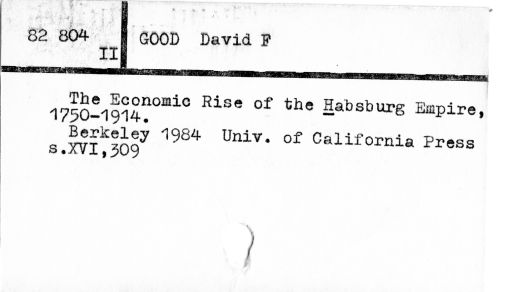 82 804
II
GOOD David F
The Economic Rise of the Habsburg Empire,
1750-1914.
Berkeley 1984 Univ. of California Press
s.XVI,309